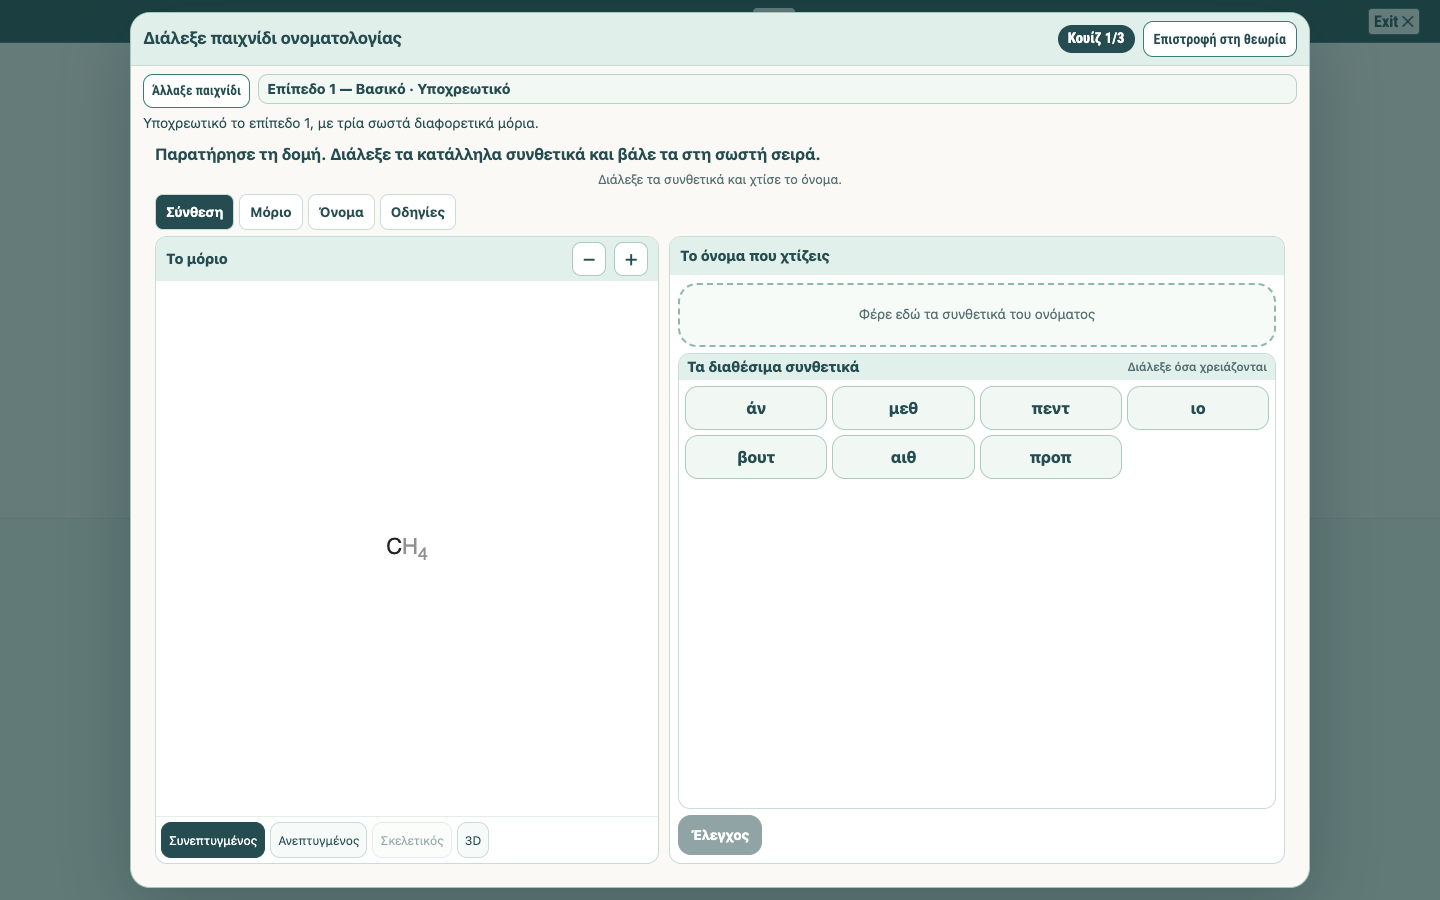 Exit
Διάλεξε παιχνίδι ονοματολογίας
Κουίζ 1/3
Επιστροφή στη θεωρία
Άλλαξε παιχνίδι
Επίπεδο 1 — Βασικό · Υποχρεωτικό
Υποχρεωτικό το επίπεδο 1, με τρία σωστά διαφορετικά μόρια.
Παρατήρησε τη δομή. Διάλεξε τα κατάλληλα συνθετικά και βάλε τα στη σωστή σειρά.
Διάλεξε τα συνθετικά και χτίσε το όνομα.
Σύνθεση
Μόριο
Όνομα
Οδηγίες
Το μόριο
− +
CH₄
Συνεπτυγμένος
Ανεπτυγμένος
Σκελετικός
3D
Το όνομα που χτίζεις
Φέρε εδώ τα συνθετικά του ονόματος
Τα διαθέσιμα συνθετικά
Διάλεξε όσα χρειάζονται
άν μεθ πεντ ιο
βουτ αιθ προπ
Έλεγχος